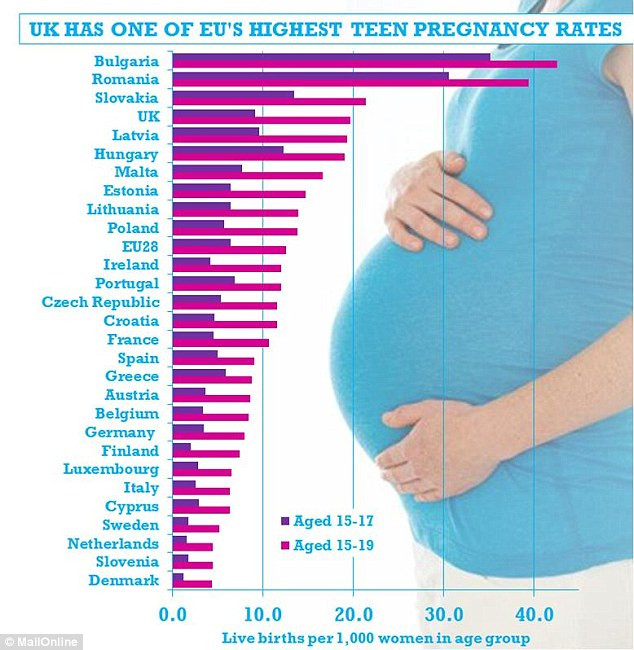 UK HAS ONE OF EU'S HIGHEST TEEN PREGNANCY RATES
Bulgaria
Romania
Slovakia
UK
Latvia
Hungary
Malta
Estonia
Lithuania
Poland
EU28
Ireland
Portugal
Czech Republic
Croatia
France
Spain
Greece
Austria
Belgium
Germany
Finland
Luxembourg
Italy
Cyprus
Sweden
Netherlands
Slovenia
Denmark
Aged 15-17
Aged 15-19
0.0 10.0 20.0 30.0 40.0
Live births per 1,000 women in age group
© MailOnline